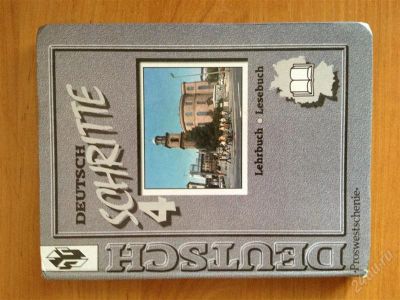 DEUTSCH
SCHRITTE
4
Lehrbuch • Lesebuch
DEUTSCH
«Prosweschtschenie»